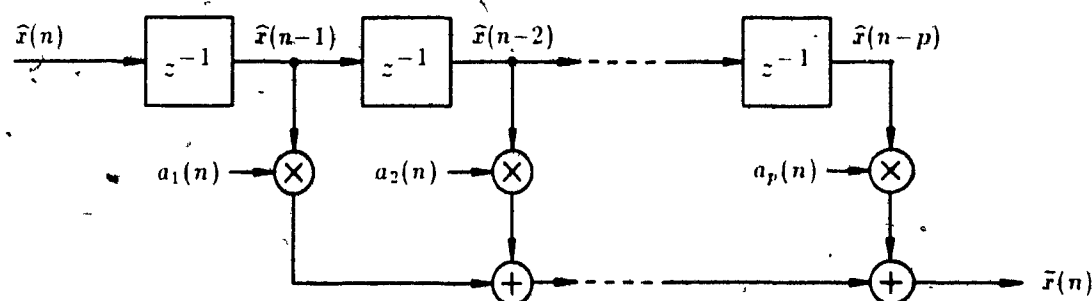 x̂(n) x̂(n−1) x̂(n−2) x̂(n−p)
z⁻¹ z⁻¹ z⁻¹
a₁(n) × a₂(n) × aₚ(n) ×
+ + x̃(n)